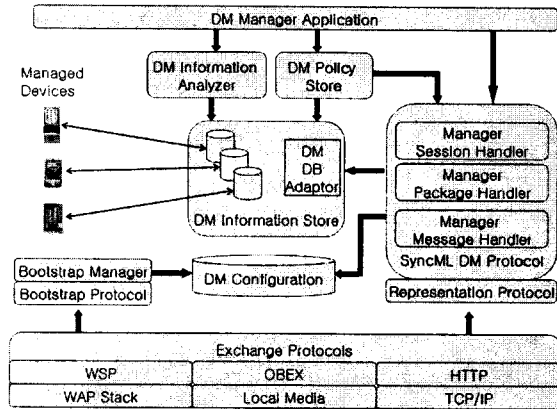 DM Manager Application
Managed
Devices
DM Information
Analyzer
DM Policy
Store
DM
DB
Adaptor
DM Information Store
Manager
Session Handler
Manager
Package Handler
Manager
Message Handler
SyncML DM Protocol
Bootstrap Manager
Bootstrap Protocol
DM Configuration
Representation Protocol
Exchange Protocols
WSP
OBEX
HTTP
WAP Stack
Local Media
TCP/IP